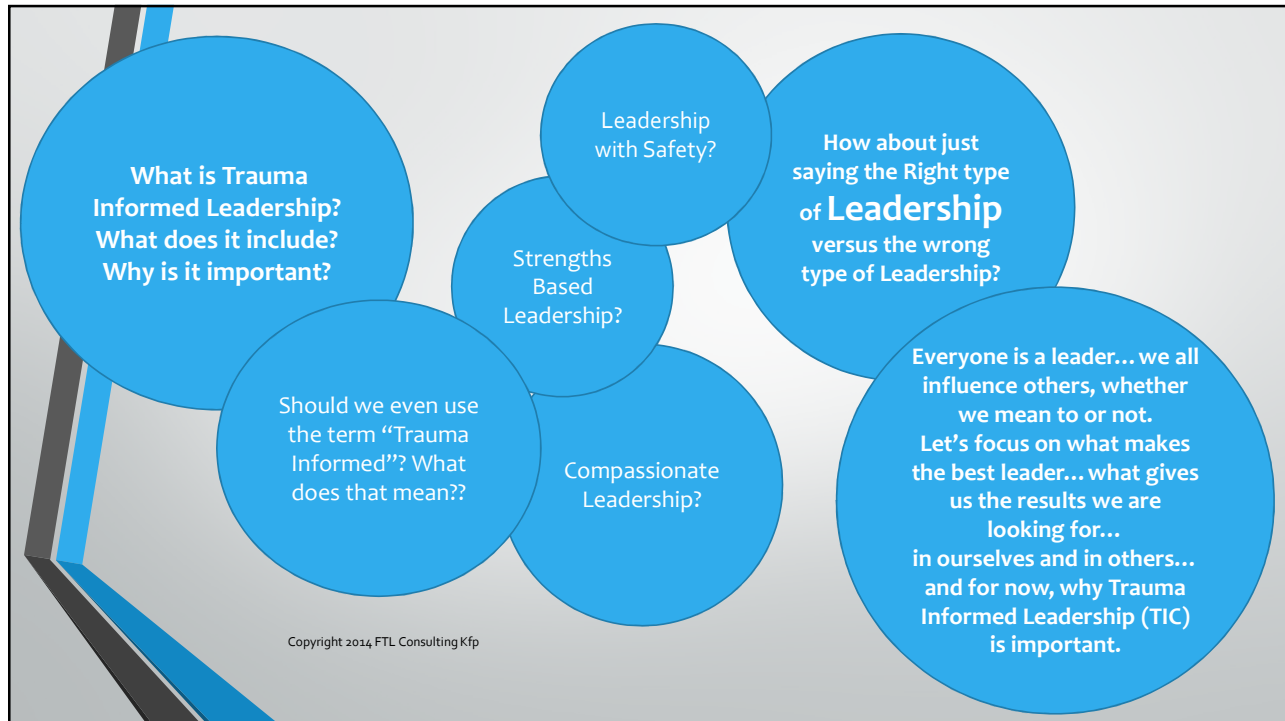 What is Trauma
Informed Leadership?
What does it include?
Why is it important?
Leadership
with Safety?
Strengths
Based
Leadership?
Should we even use
the term “Trauma
Informed”? What
does that mean??
Compassionate
Leadership?
How about just
saying the Right type
of Leadership
versus the wrong
type of Leadership?
Everyone is a leader… we all
influence others, whether
we mean to or not.
Let’s focus on what makes
the best leader… what gives
us the results we are
looking for…
in ourselves and in others…
and for now, why Trauma
Informed Leadership (TIC)
is important.
Copyright 2014 FTL Consulting Kfp